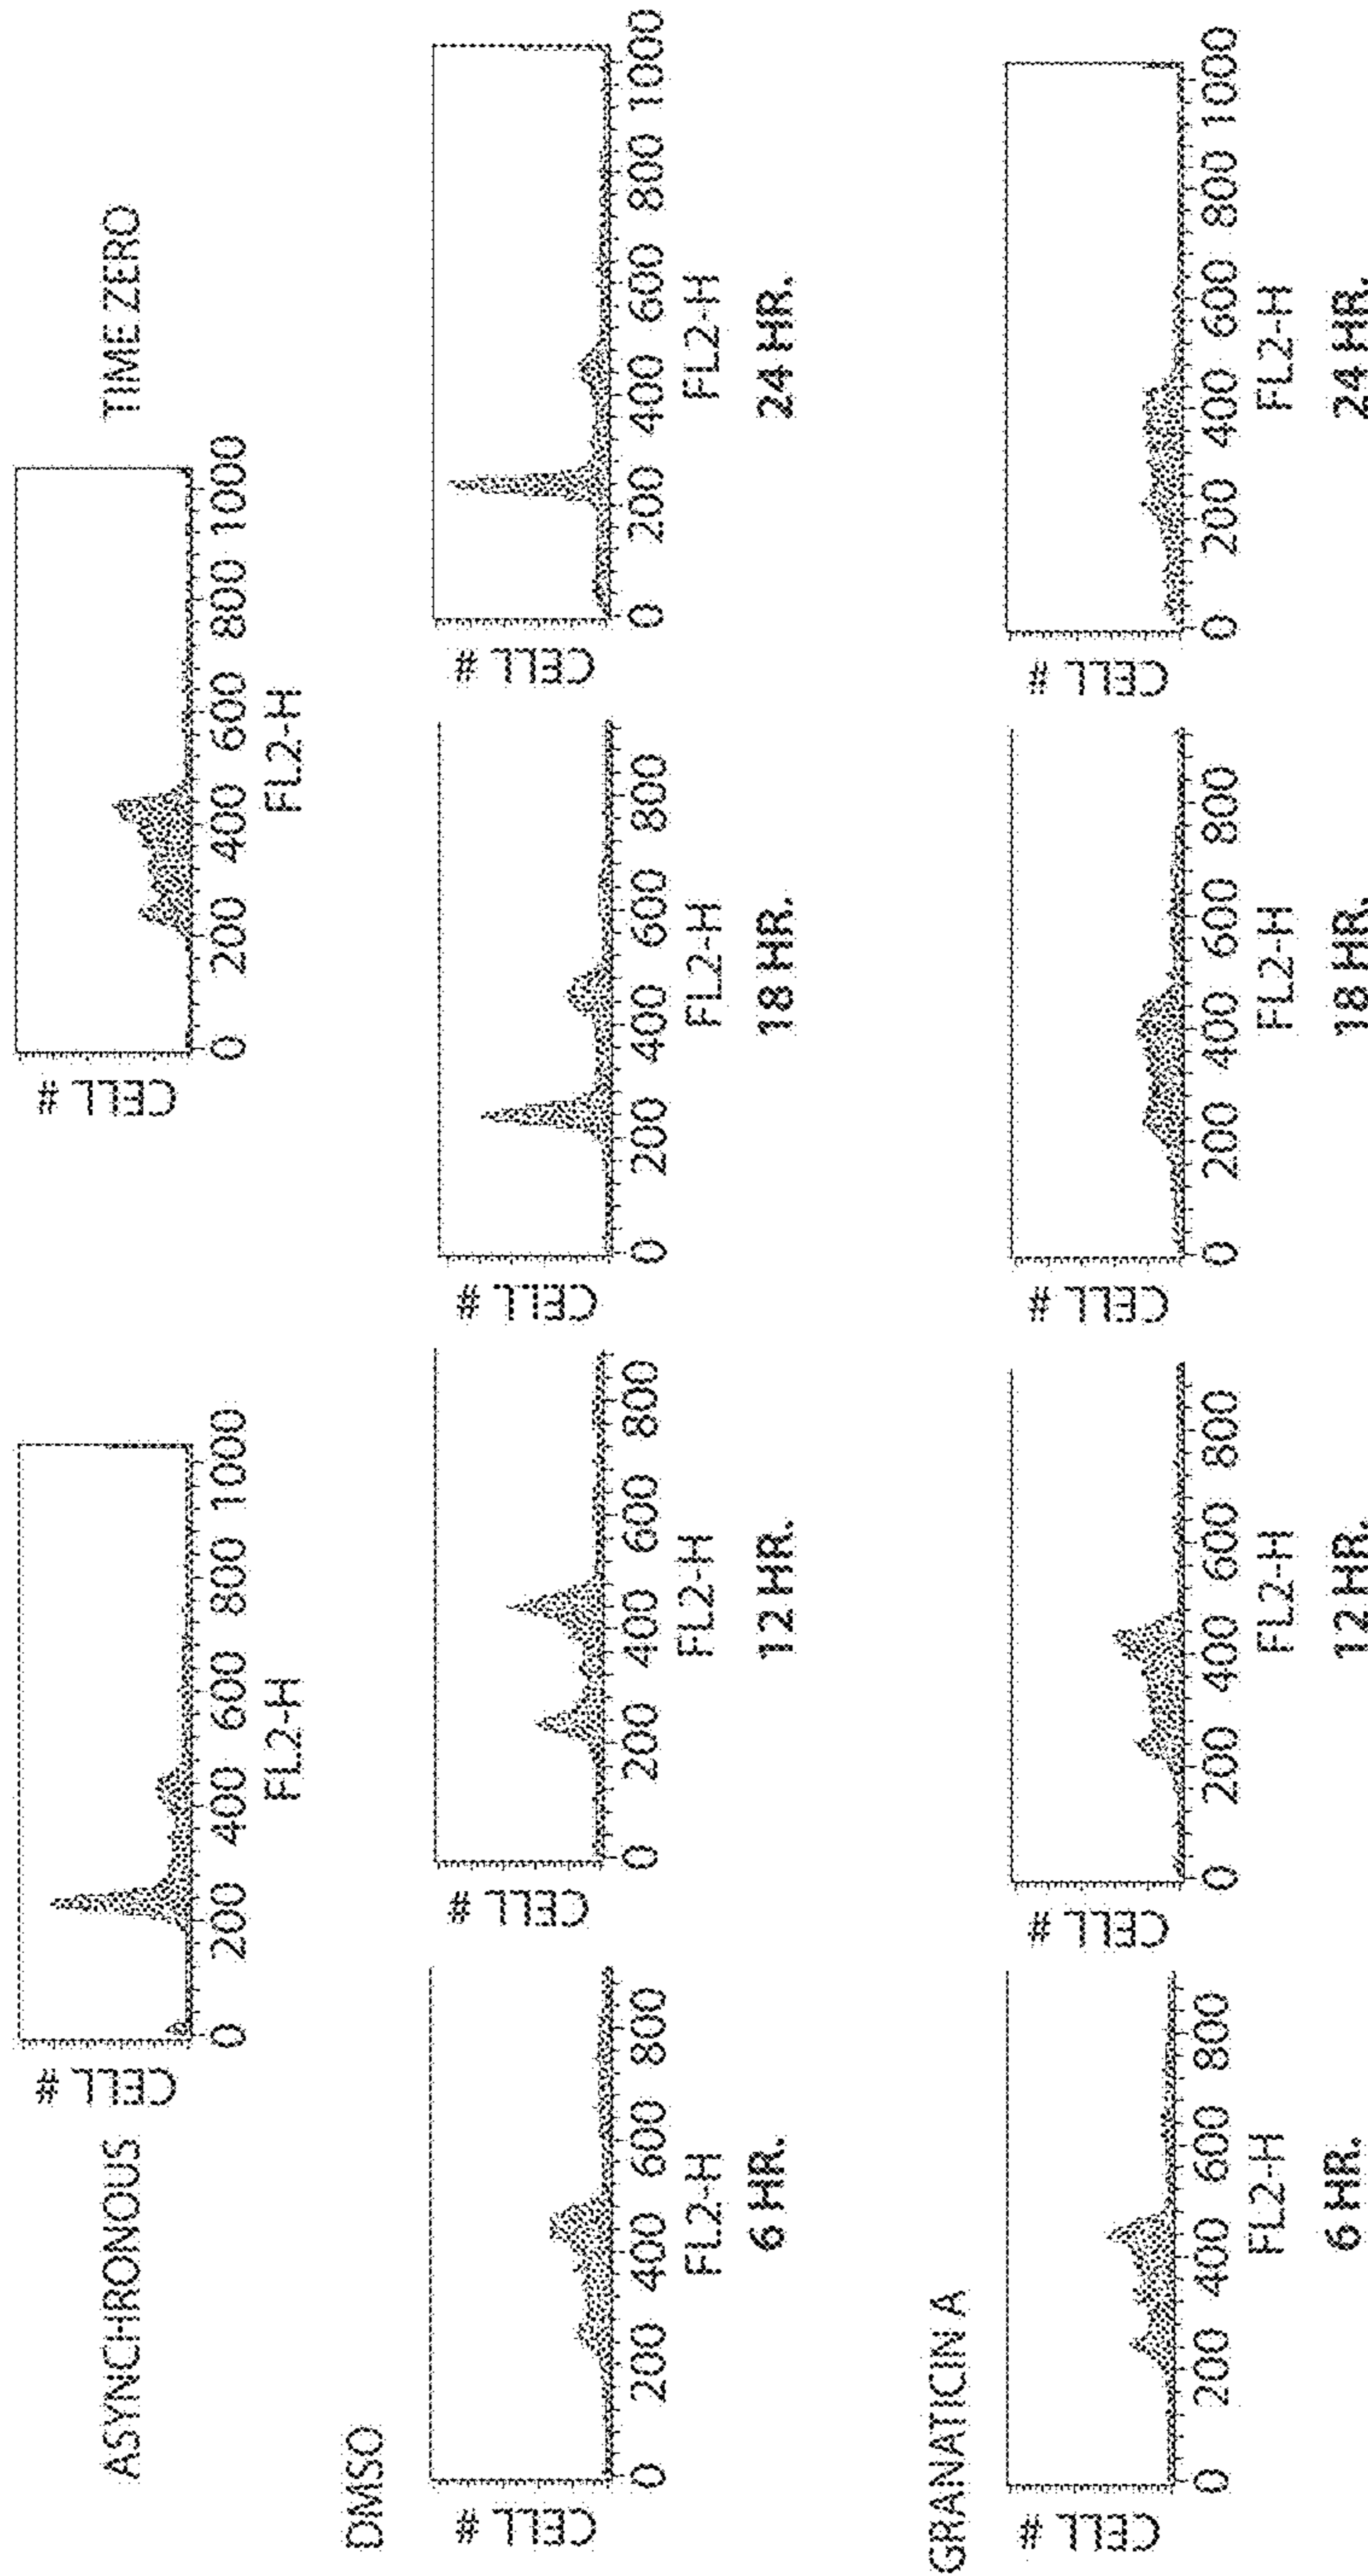 ASYNCHRONOUS
CELL #
0 200 400 600 800 1000
FL2-H
CELL #
0 200 400 600 800 1000
FL2-H
TIME ZERO
DMSO
CELL #
0 200 400 600 800
FL2-H
6 HR.
CELL #
0 200 400 600 800
FL2-H
12 HR.
CELL #
0 200 400 600 800
FL2-H
18 HR.
CELL #
0 200 400 600 800 1000
FL2-H
24 HR.
GRANATICIN A
CELL #
0 200 400 600 800
FL2-H
6 HR.
CELL #
0 200 400 600 800
FL2-H
12 HR.
CELL #
0 200 400 600 800
FL2-H
18 HR.
CELL #
0 200 400 600 800 1000
FL2-H
24 HR.